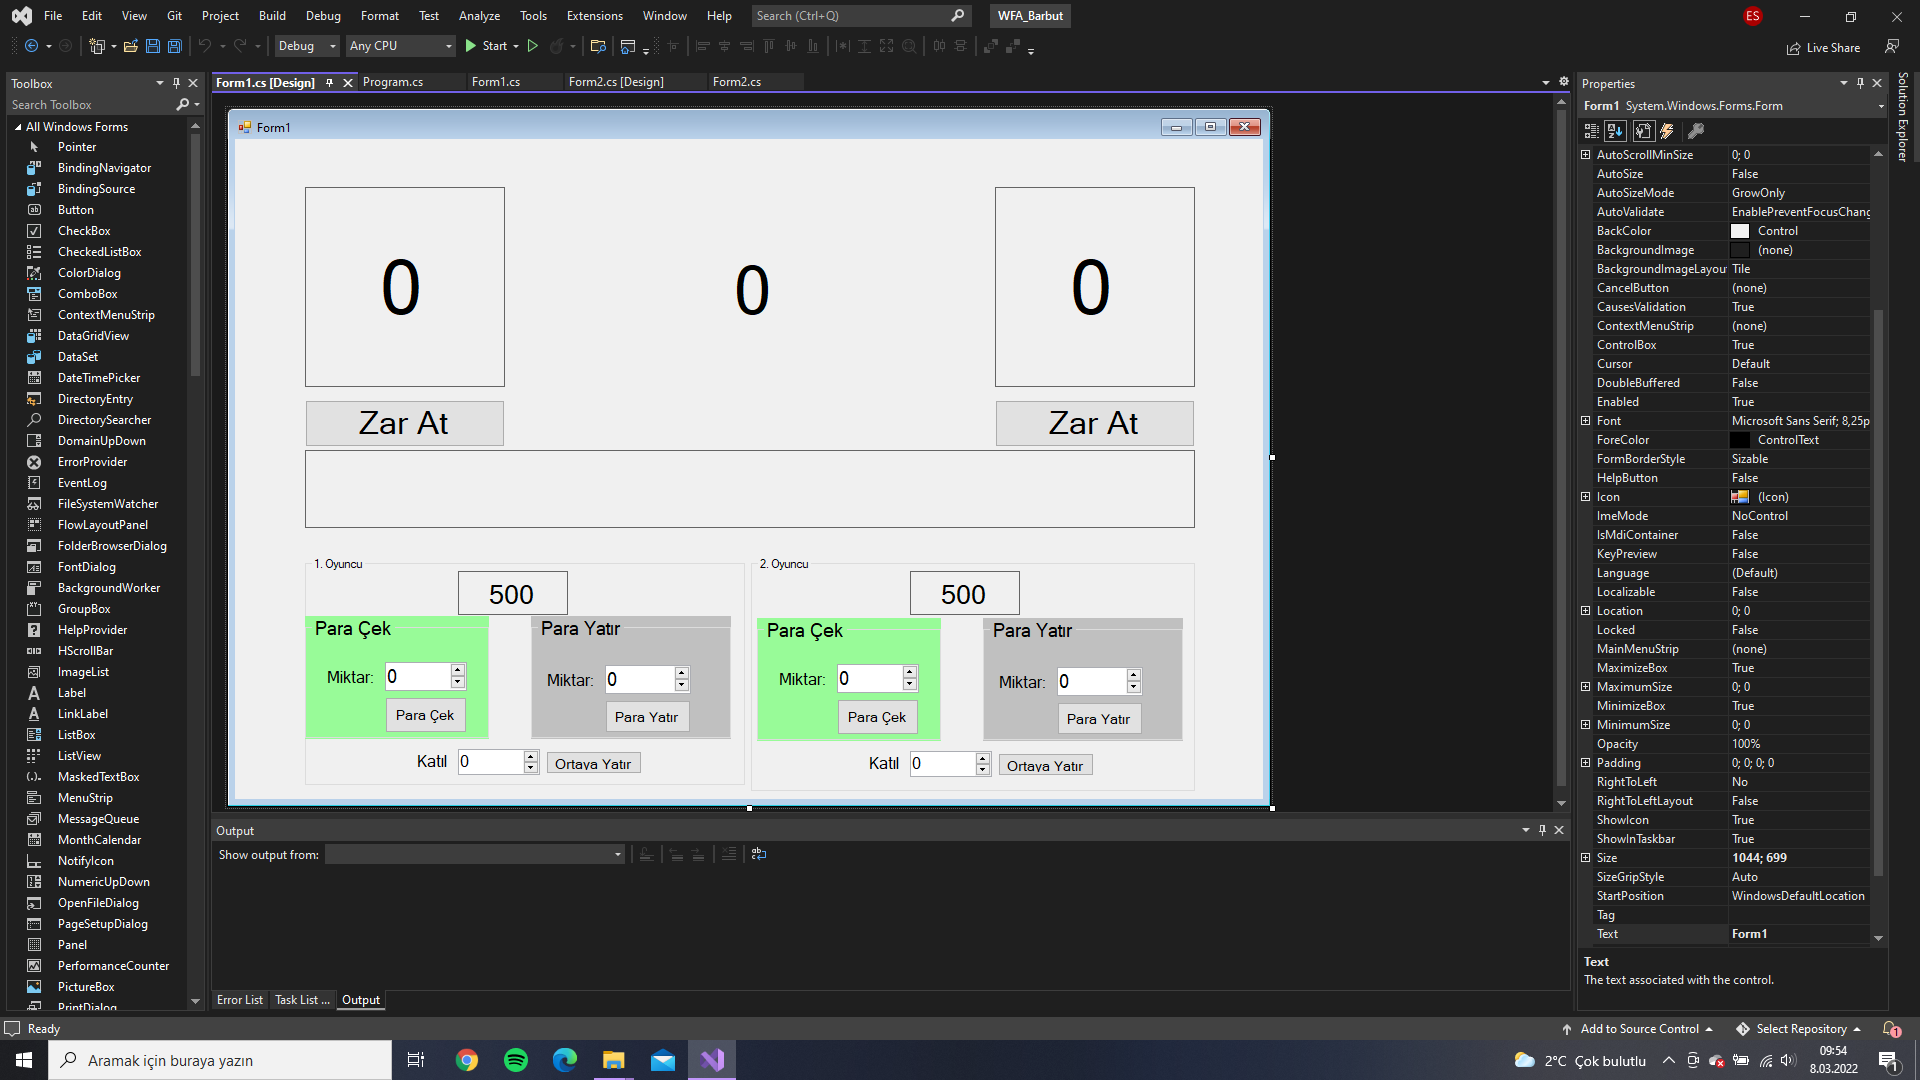 File Edit View Git Project Build Debug Format Test Analyze Tools Extensions Window Help Search (Ctrl+Q) WFA_Barbut ES
Debug Any CPU Start Live Share
Toolbox
Search Toolbox
All Windows Forms
Pointer
BindingNavigator
BindingSource
Button
CheckBox
CheckedListBox
ColorDialog
ComboBox
ContextMenuStrip
DataGridView
DataSet
DateTimePicker
DirectoryEntry
DirectorySearcher
DomainUpDown
ErrorProvider
EventLog
FileSystemWatcher
FlowLayoutPanel
FolderBrowserDialog
FontDialog
BackgroundWorker
GroupBox
HelpProvider
HScrollBar
ImageList
Label
LinkLabel
ListBox
ListView
MaskedTextBox
MenuStrip
MessageQueue
MonthCalendar
NotifyIcon
NumericUpDown
OpenFileDialog
PageSetupDialog
Panel
PerformanceCounter
PictureBox
PrintDialog
Form1.cs [Design] Program.cs Form1.cs Form2.cs [Design] Form2.cs
Form1
0 0 0
Zar At Zar At
1. Oyuncu 2. Oyuncu
500 500
Para Çek Para Yatır Para Çek Para Yatır
Miktar: 0 Miktar: 0 Miktar: 0 Miktar: 0
Para Çek Para Yatır Para Çek Para Yatır
Katıl 0 Ortaya Yatır Katıl 0 Ortaya Yatır
Output
Show output from:
Error List Task List ... Output
Properties
Form1 System.Windows.Forms.Form
AutoScrollMinSize 0; 0
AutoSize False
AutoSizeMode GrowOnly
AutoValidate EnablePreventFocusChang
BackColor Control
BackgroundImage (none)
BackgroundImageLayou Tile
CancelButton (none)
CausesValidation True
ContextMenuStrip (none)
ControlBox True
Cursor Default
DoubleBuffered False
Enabled True
Font Microsoft Sans Serif; 8,25p
ForeColor ControlText
FormBorderStyle Sizable
HelpButton False
Icon (Icon)
ImeMode NoControl
IsMdiContainer False
KeyPreview False
Language (Default)
Localizable False
Location 0; 0
Locked False
MainMenuStrip (none)
MaximizeBox True
MaximumSize 0; 0
MinimizeBox True
MinimumSize 0; 0
Opacity 100%
Padding 0; 0; 0; 0
RightToLeft No
RightToLeftLayout False
ShowIcon True
ShowInTaskbar True
Size 1044; 699
SizeGripStyle Auto
StartPosition WindowsDefaultLocation
Tag
Text Form1
Text
The text associated with the control.
Solution Explorer
Ready Add to Source Control Select Repository 1
Aramak için buraya yazın 2°C Çok bulutlu 09:54
8.03.2022 1